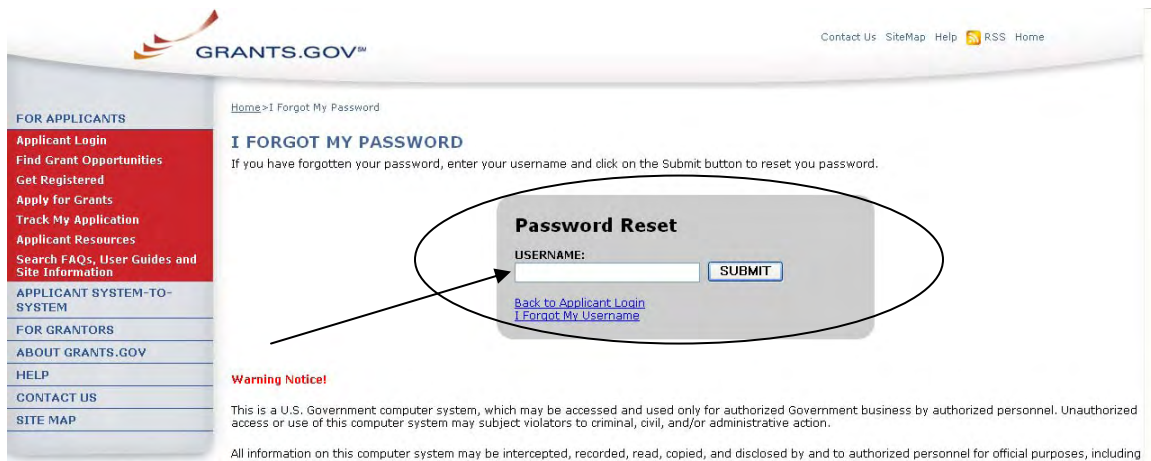 GRANTS.GOV℠
Contact Us SiteMap Help RSS Home
FOR APPLICANTS
Applicant Login
Find Grant Opportunities
Get Registered
Apply for Grants
Track My Application
Applicant Resources
Search FAQs, User Guides and
Site Information
APPLICANT SYSTEM-TO-
SYSTEM
FOR GRANTORS
ABOUT GRANTS.GOV
HELP
CONTACT US
SITE MAP
Home>I Forgot My Password
I FORGOT MY PASSWORD
If you have forgotten your password, enter your username and click on the Submit button to reset you password.
Password Reset
USERNAME:
SUBMIT
Back to Applicant Login
I Forgot My Username
Warning Notice!
This is a U.S. Government computer system, which may be accessed and used only for authorized Government business by authorized personnel. Unauthorized
access or use of this computer system may subject violators to criminal, civil, and/or administrative action.
All information on this computer system may be intercepted, recorded, read, copied, and disclosed by and to authorized personnel for official purposes, including